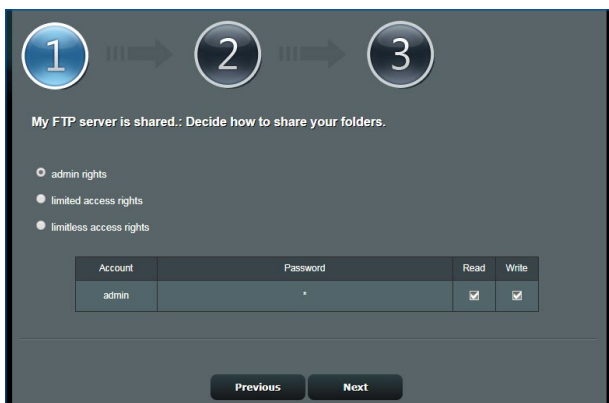 1 2 3
My FTP server is shared.: Decide how to share your folders.
admin rights
limited access rights
limitless access rights
Account Password Read Write
admin *
Previous Next